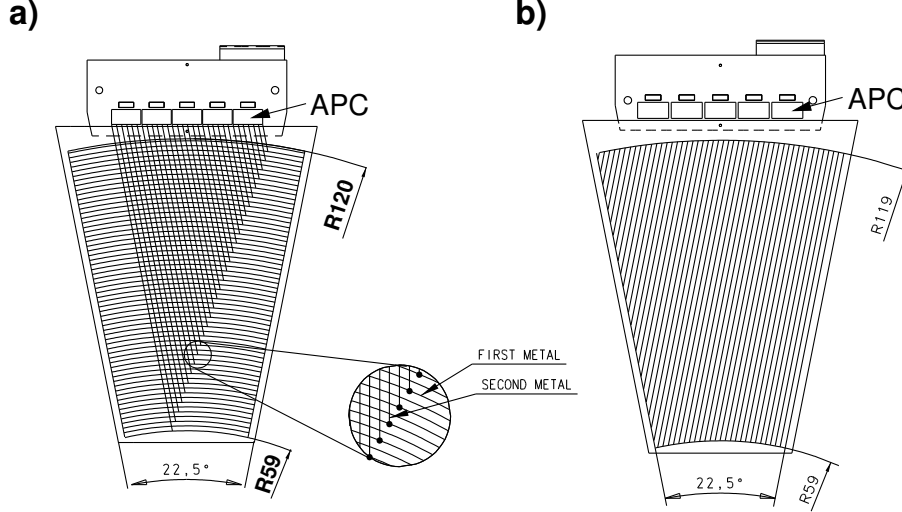 a)
APC
R120
FIRST METAL
SECOND METAL
22,5°
R59
b)
APC
R119
22,5°
R59